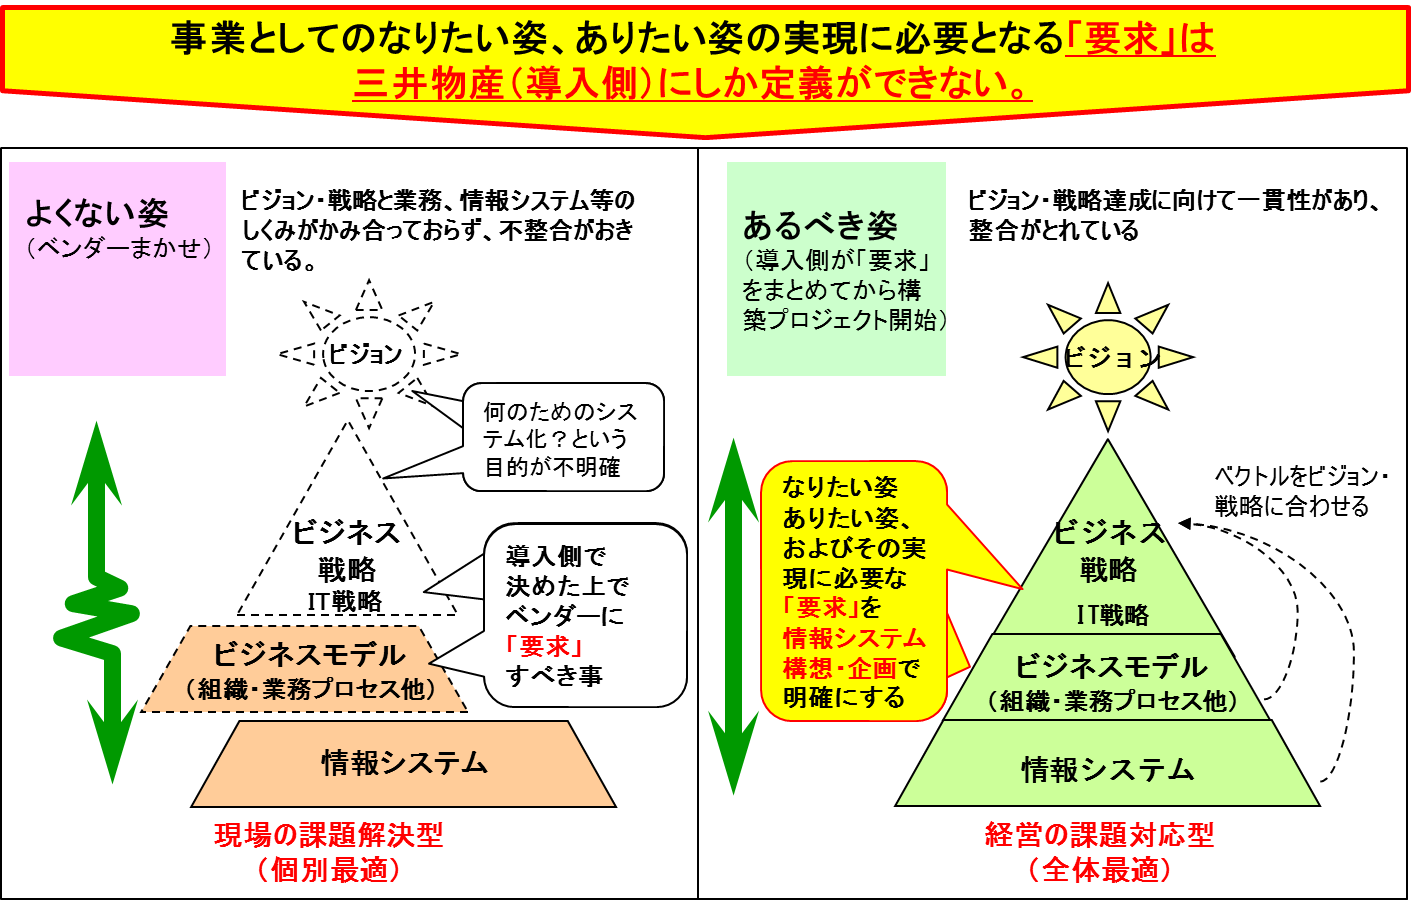 事業としてのなりたい姿、ありたい姿の実現に必要となる「要求」は
三井物産（導入側）にしか定義ができない。
よくない姿
（ベンダーまかせ）
ビジョン・戦略と業務、情報システム等の
しくみがかみ合っておらず、不整合がおき
ている。
ビジョン
何のためのシス
テム化？という
目的が不明確
ビジネス
戦略
IT戦略
導入側で
決めた上で
ベンダーに
「要求」
すべき事
ビジネスモデル
（組織・業務プロセス他）
情報システム
現場の課題解決型
（個別最適）
あるべき姿
（導入側が「要求」
をまとめてから構
築プロジェクト開始）
ビジョン・戦略達成に向けて一貫性があり、
整合がとれている
ビジョン
なりたい姿
ありたい姿、
およびその実
現に必要な
「要求」を
情報システム
構想・企画で
明確にする
ベクトルをビジョン・
戦略に合わせる
ビジネス
戦略
IT戦略
ビジネスモデル
（組織・業務プロセス他）
情報システム
経営の課題対応型
（全体最適）